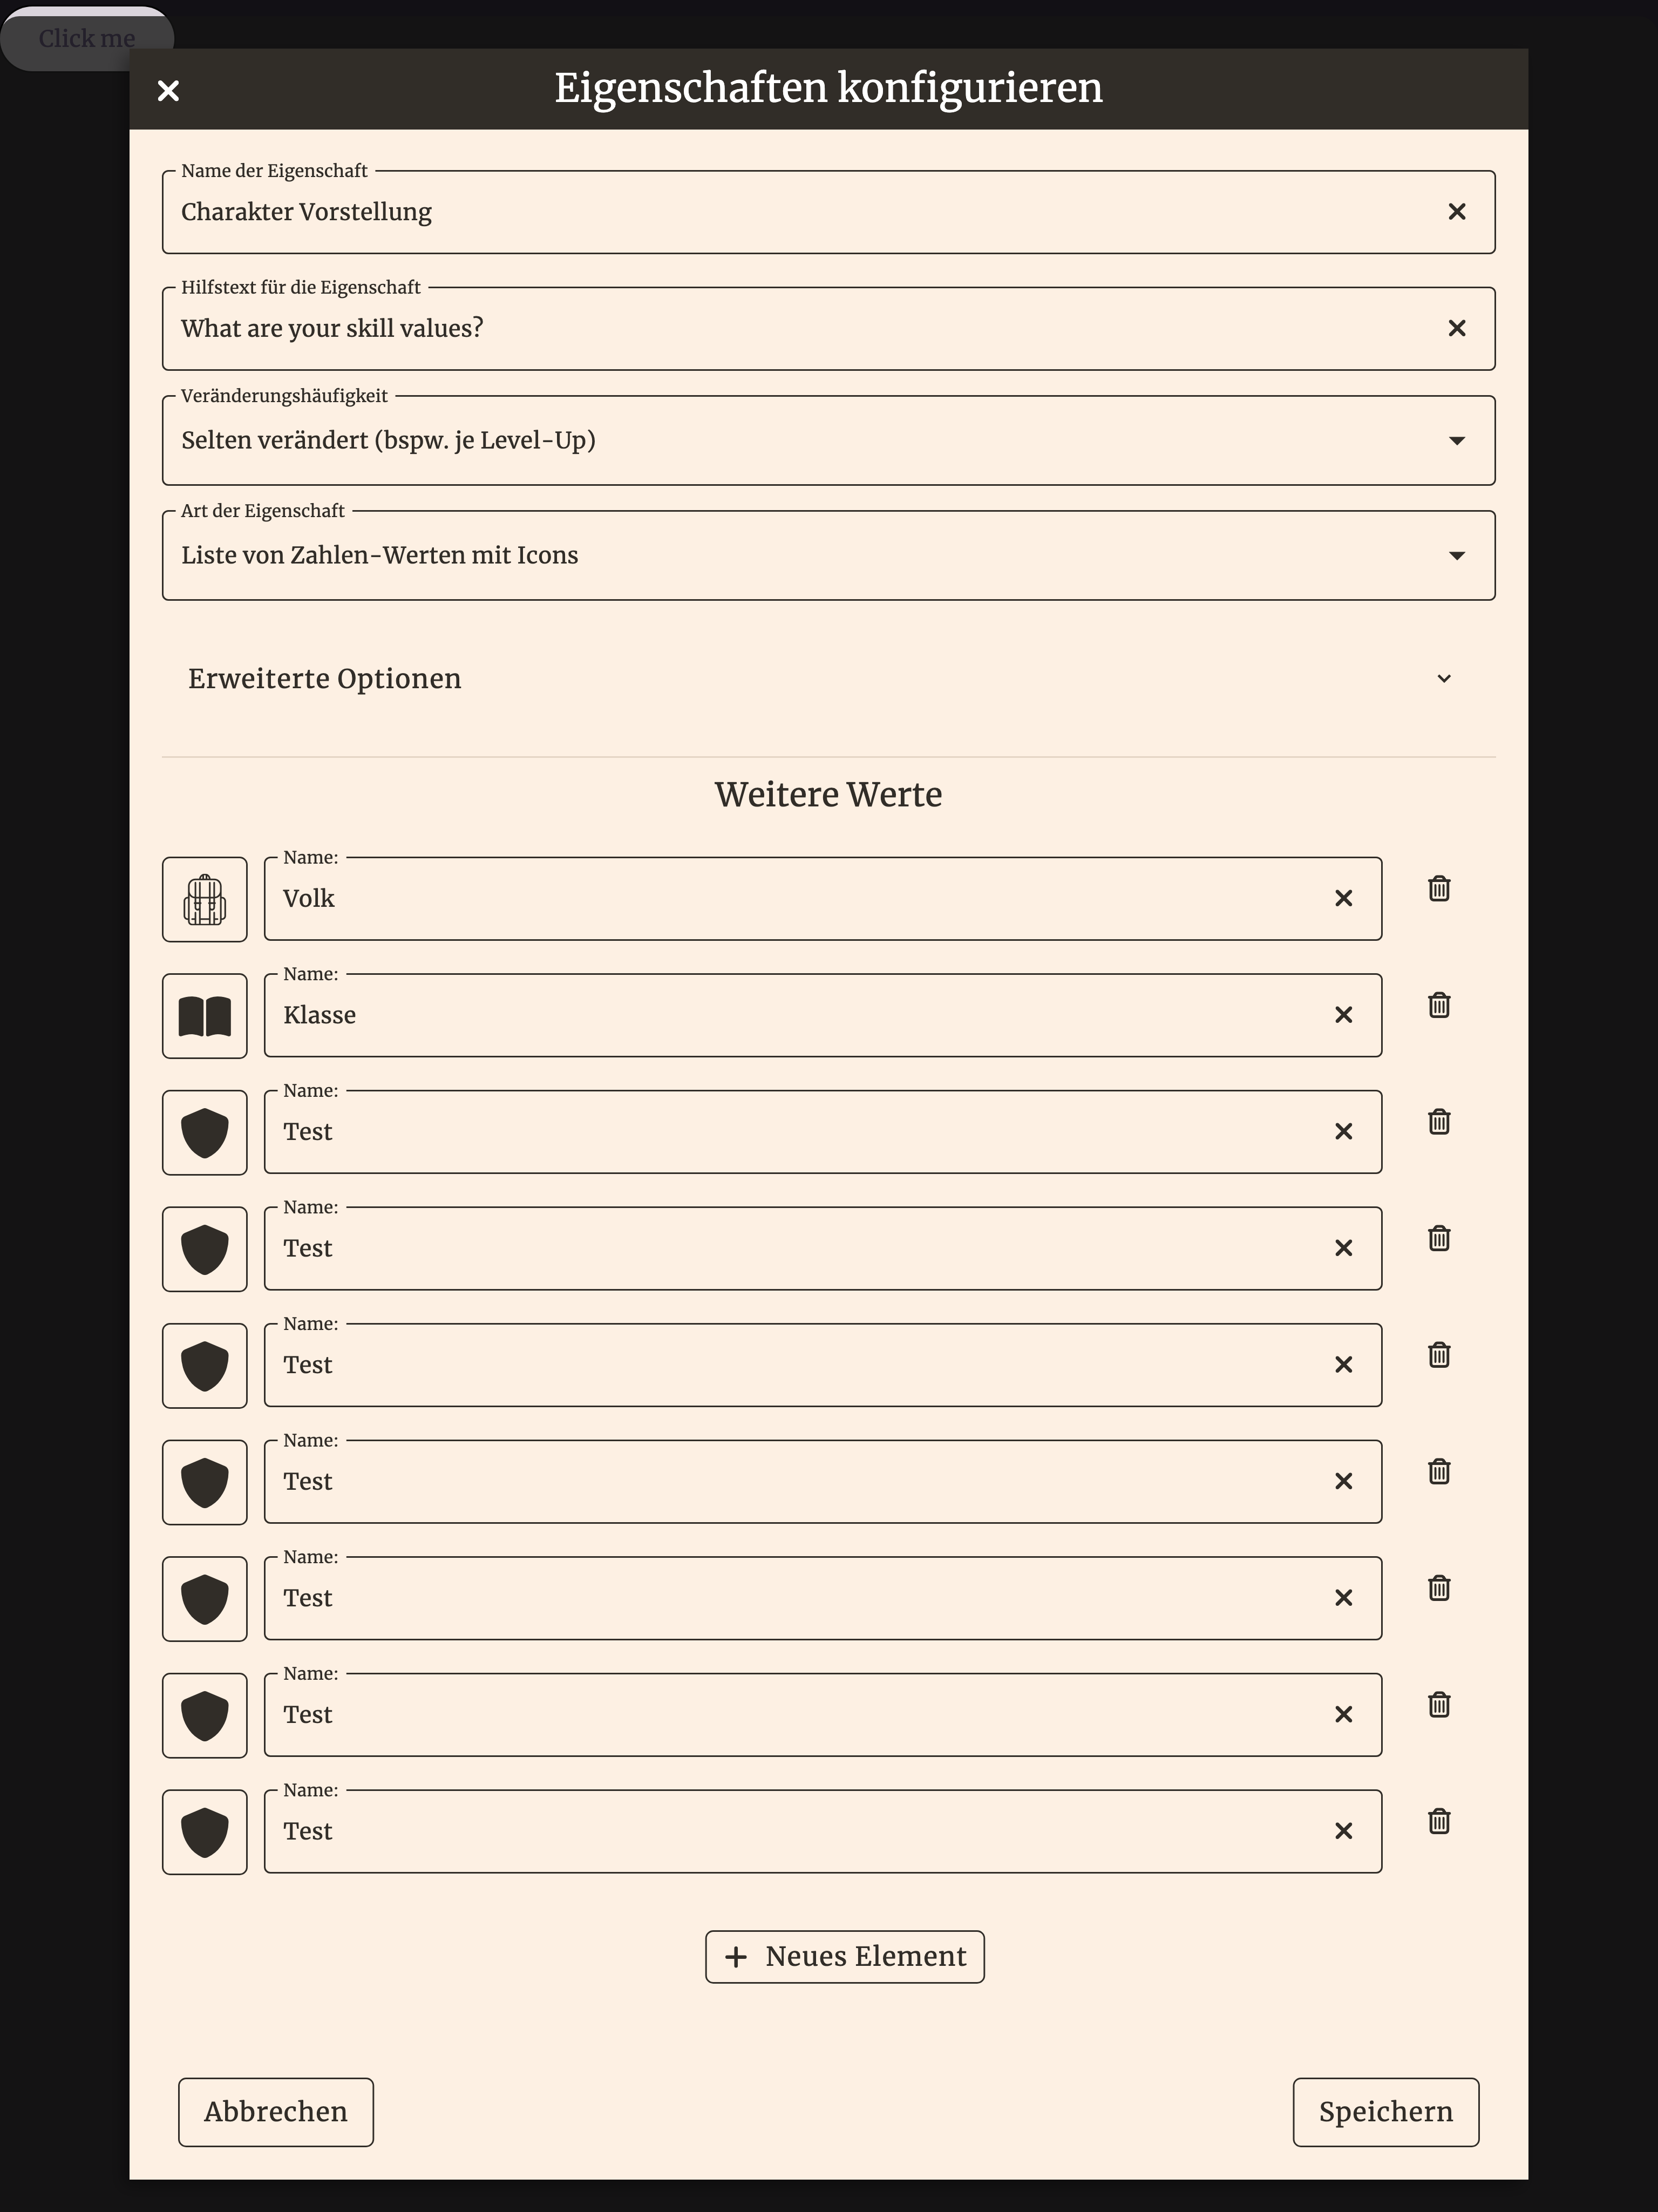 Click me
Eigenschaften konfigurieren
Name der Eigenschaft
Charakter Vorstellung
Hilfstext für die Eigenschaft
What are your skill values?
Veränderungshäufigkeit
Selten verändert (bspw. je Level-Up)
Art der Eigenschaft
Liste von Zahlen-Werten mit Icons
Erweiterte Optionen
Weitere Werte
Name:
Volk
Name:
Klasse
Name:
Test
Name:
Test
Name:
Test
Name:
Test
Name:
Test
Name:
Test
Name:
Test
Neues Element
Abbrechen
Speichern